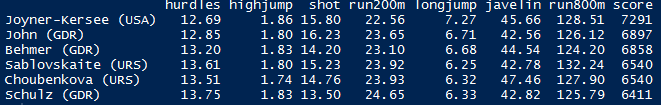 hurdles highjump shot run200m longjump javelin run800m score
Joyner-Kersee (USA) 12.69 1.86 15.80 22.56 7.27 45.66 128.51 7291
John (GDR) 12.85 1.80 16.23 23.65 6.71 42.56 126.12 6897
Behmer (GDR) 13.20 1.83 14.20 23.10 6.68 44.54 124.20 6858
Sablovskaite (URS) 13.61 1.80 15.23 23.92 6.25 42.78 132.24 6540
Choubenkova (URS) 13.51 1.74 14.76 23.93 6.32 47.46 127.90 6540
Schulz (GDR) 13.75 1.83 13.50 24.65 6.33 42.82 125.79 6411